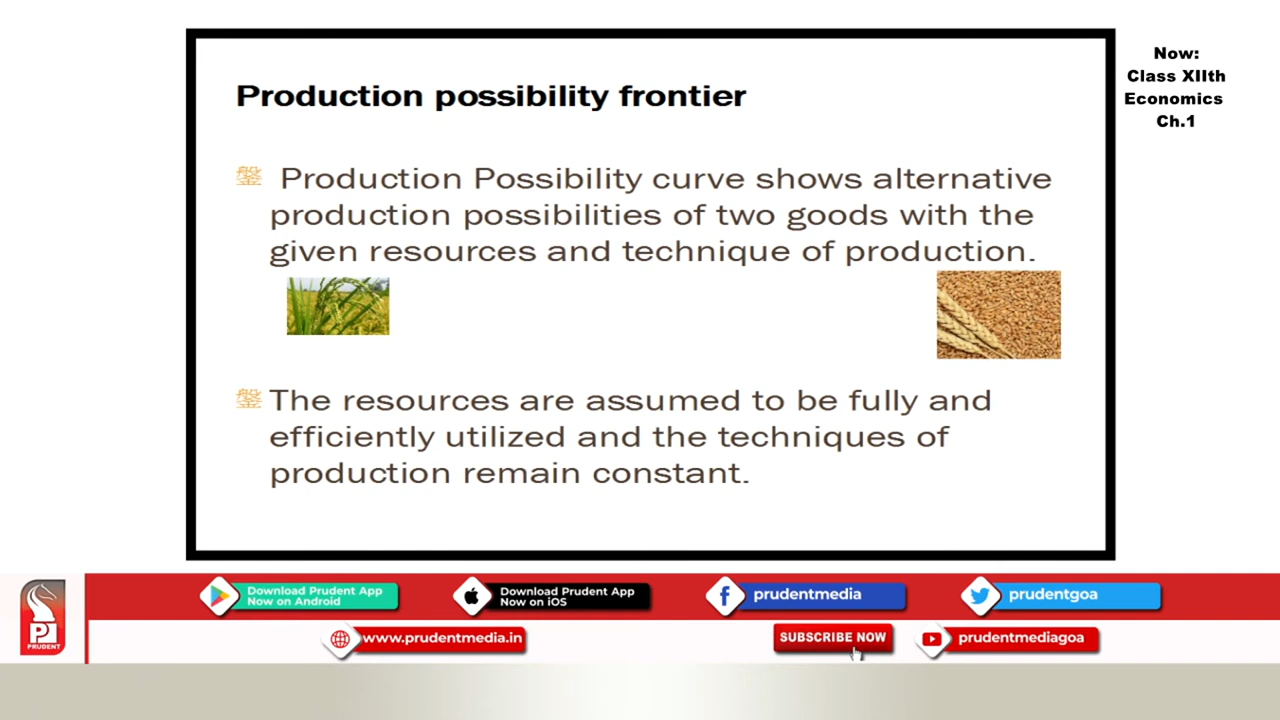 Now:
Class XIIth
Economics
Ch.1
Production possibility frontier
Production Possibility curve shows alternative
production possibilities of two goods with the
given resources and technique of production.
The resources are assumed to be fully and
efficiently utilized and the techniques of
production remain constant.
Download Prudent App
Now on Android
Download Prudent App
Now on iOS
prudentmedia
prudentgoa
PRUDENT
www.prudentmedia.in
SUBSCRIBE NOW
prudentmediagoa